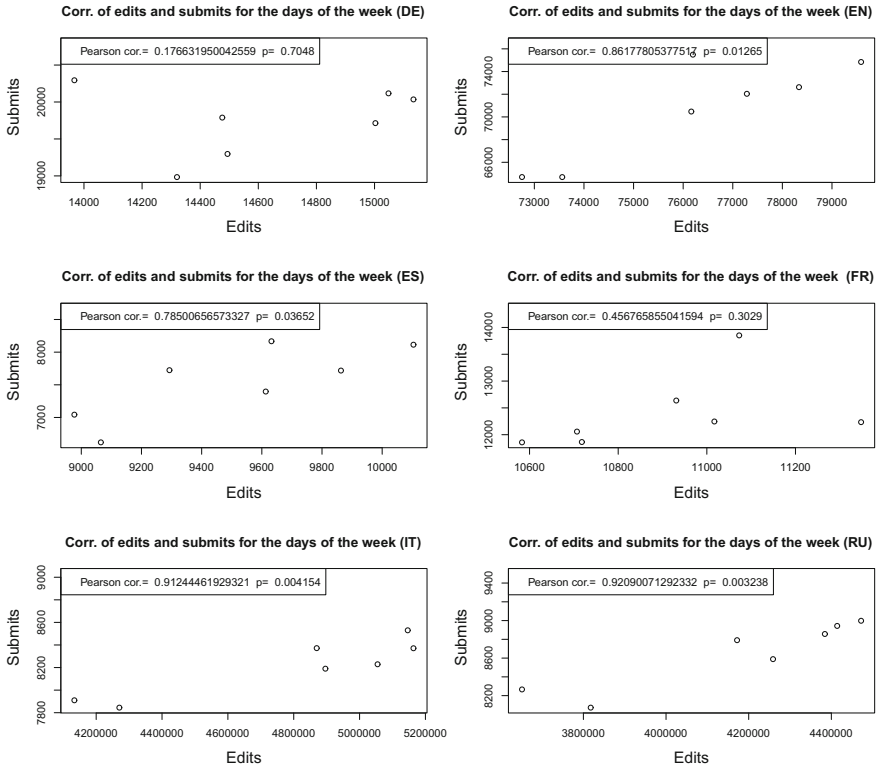 Corr. of edits and submits for the days of the week (DE)
Pearson cor.= 0.176631950042559 p= 0.7048
Submits
20000
19000
14000 14200 14400 14600 14800 15000
Edits
Corr. of edits and submits for the days of the week (EN)
Pearson cor.= 0.86177805377517 p= 0.01265
Submits
74000
70000
66000
73000 74000 75000 76000 77000 78000 79000
Edits
Corr. of edits and submits for the days of the week (ES)
Pearson cor.= 0.78500656573327 p= 0.03652
Submits
8000
7000
9000 9200 9400 9600 9800 10000
Edits
Corr. of edits and submits for the days of the week (FR)
Pearson cor.= 0.456765855041594 p= 0.3029
Submits
14000
13000
12000
10600 10800 11000 11200
Edits
Corr. of edits and submits for the days of the week (IT)
Pearson cor.= 0.91244461929321 p= 0.004154
Submits
9000
8600
8200
7800
4200000 4400000 4600000 4800000 5000000 5200000
Edits
Corr. of edits and submits for the days of the week (RU)
Pearson cor.= 0.92090071292332 p= 0.003238
Submits
9400
9000
8600
8200
3800000 4000000 4200000 4400000
Edits